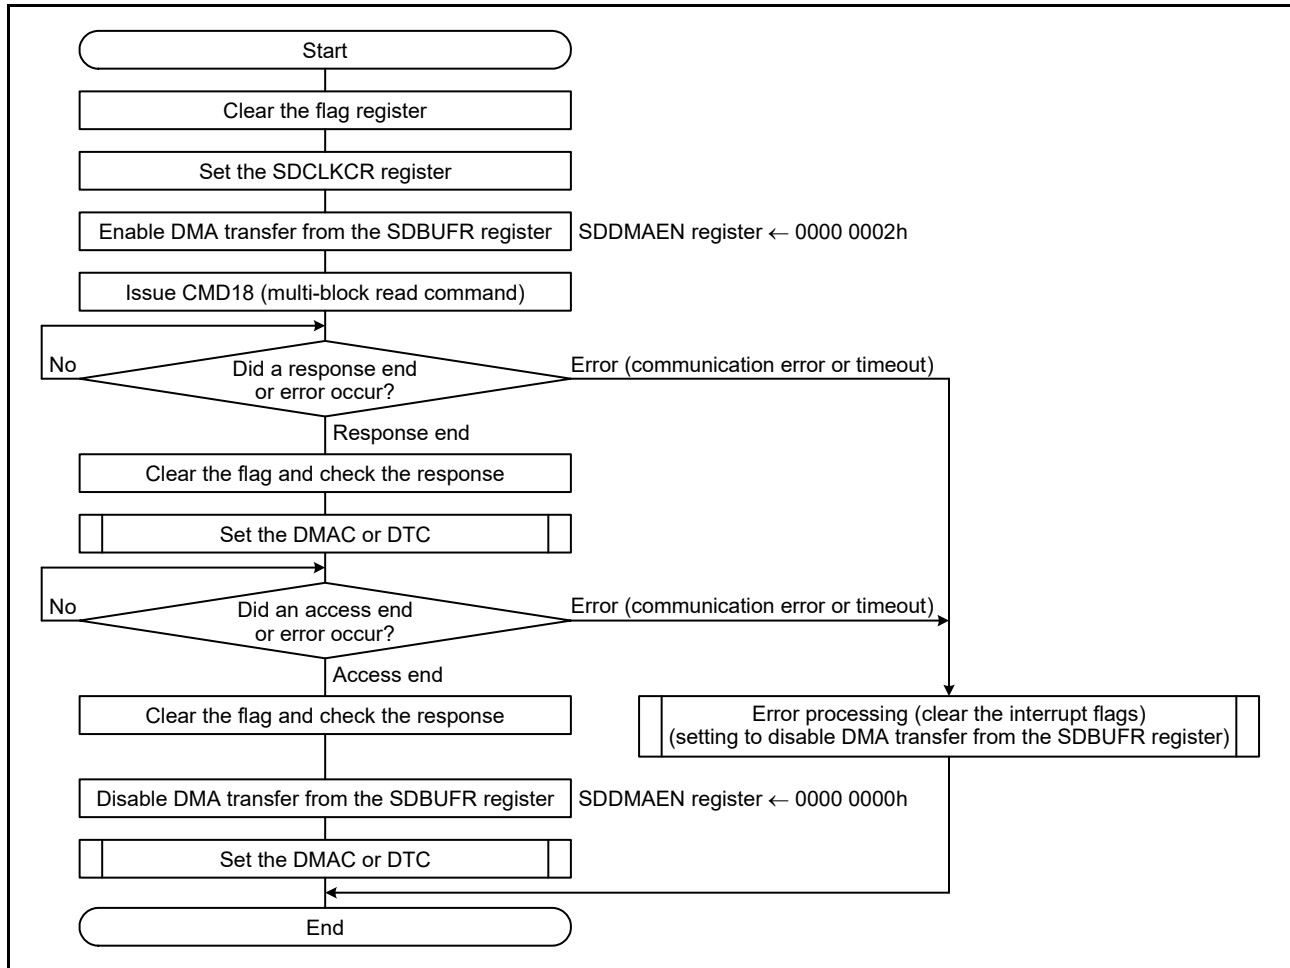 Start
Clear the flag register
Set the SDCLKCR register
Enable DMA transfer from the SDBUFR register
SDDMAEN register ← 0000 0002h
Issue CMD18 (multi-block read command)
No
Did a response end
or error occur?
Error (communication error or timeout)
Response end
Clear the flag and check the response
Set the DMAC or DTC
No
Did an access end
or error occur?
Error (communication error or timeout)
Access end
Clear the flag and check the response
Error processing (clear the interrupt flags)
(setting to disable DMA transfer from the SDBUFR register)
Disable DMA transfer from the SDBUFR register
SDDMAEN register ← 0000 0000h
Set the DMAC or DTC
End